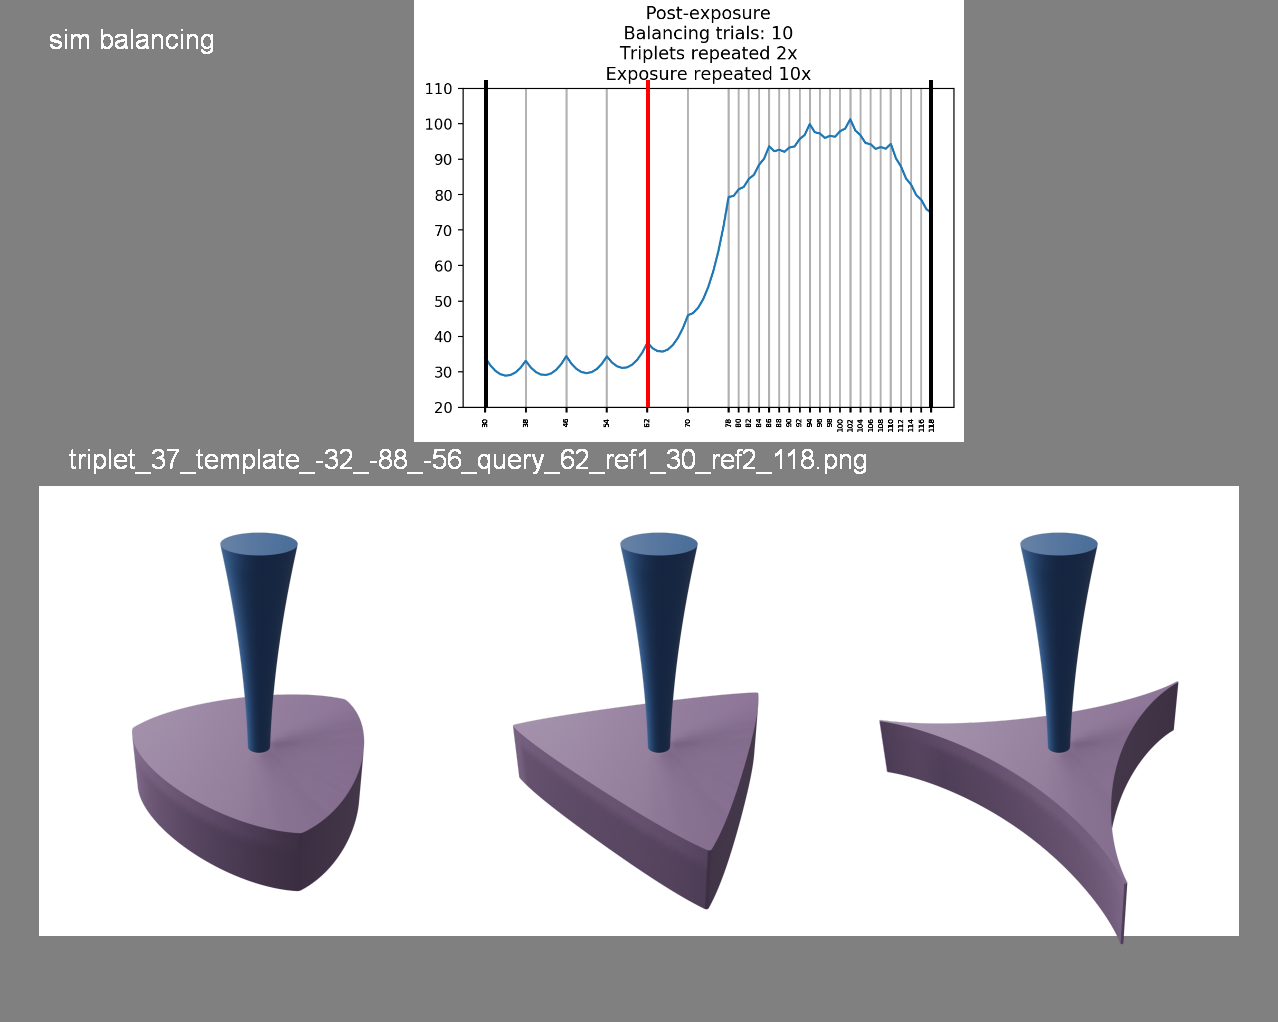 sim balancing
Post-exposure
Balancing trials: 10
Triplets repeated 2x
Exposure repeated 10x
110
100
90
80
70
60
50
40
30
20
30 38 46 54 62 70 78 80 82 84 86 88 90 92 94 96 98 100 102 104 106 108 110 112 114 116 118
triplet_37_template_-32_-88_-56_query_62_ref1_30_ref2_118.png